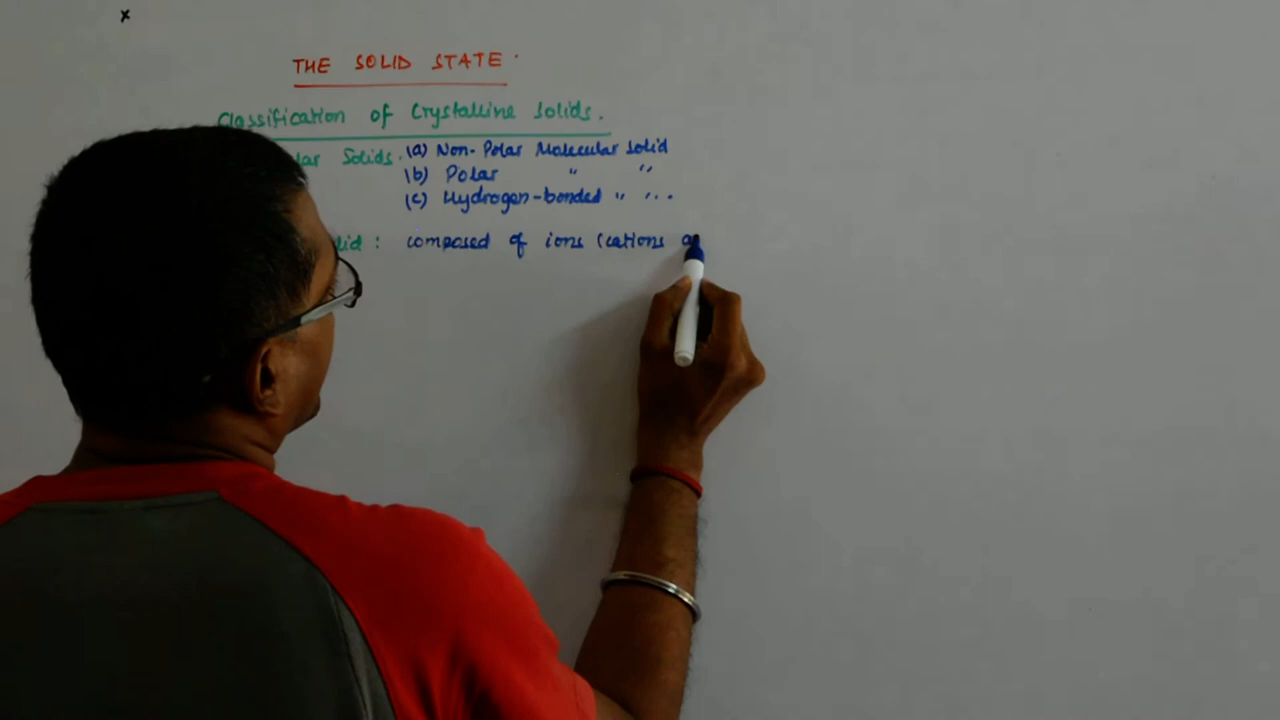 x
THE SOLID STATE.
Classification of Crystalline Solids.
lar Solids. (a) Non-Polar Molecular Solid
(b) Polar " "
(c) Hydrogen-bonded " " ..
lid : composed of ions (cations a